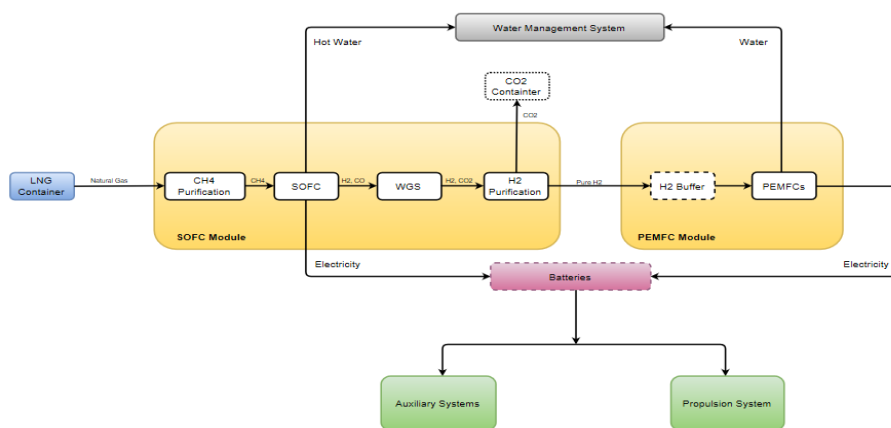 Water Management System
Hot Water
Water
CO2
Containter
CO2
LNG
Container
Natural Gas
CH4
Purification
CH4
SOFC
H2, CO
WGS
H2, CO2
H2
Purification
Pure H2
H2 Buffer
PEMFCs
SOFC Module
PEMFC Module
Electricity
Batteries
Electricity
Auxiliary Systems
Propulsion System